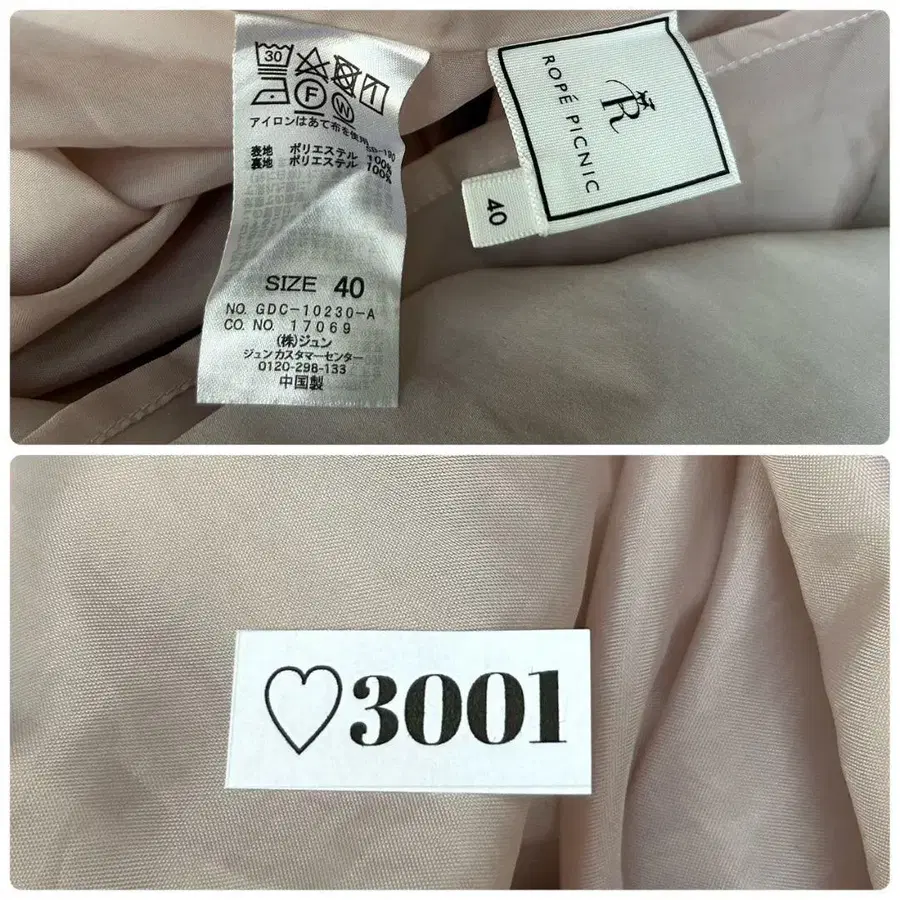 30
F
W
アイロンはあて布を使用
SB-180
表地 ポリエステル 100%
裏地 ポリエステル 100%
SIZE 40
NO. GDC-10230-A
CO. NO. 17069
(株)ジュン
ジュンカスタマーセンター
0120-298-133
中国製
R
ROPÉ PICNIC
40
♡3001